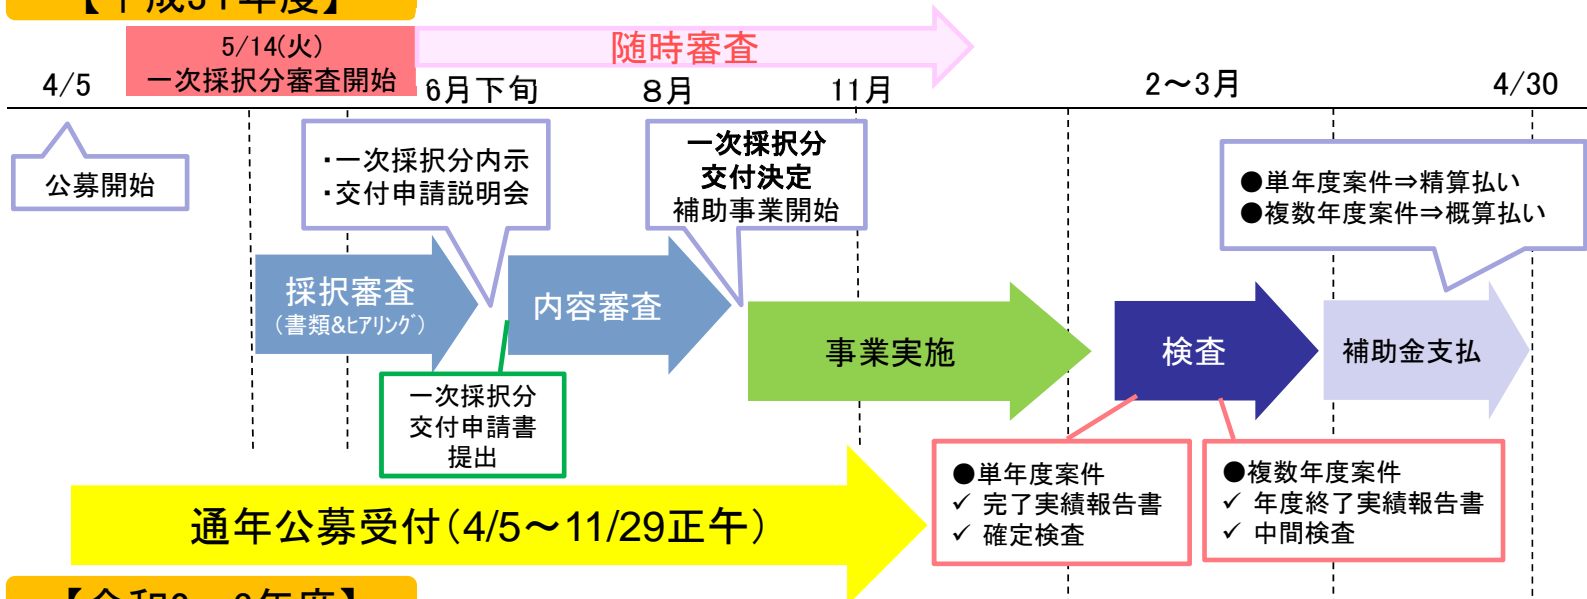 【平成31年度】
5/14(火)
一次採択分審査開始
随時審査
4/5
6月下旬
8月
11月
2～3月
4/30
公募開始
・一次採択分内示
・交付申請説明会
一次採択分
交付決定
補助事業開始
●単年度案件⇒精算払い
●複数年度案件⇒概算払い
採択審査
(書類&ﾋｱﾘﾝｸﾞ)
内容審査
事業実施
検査
補助金支払
一次採択分
交付申請書
提出
●単年度案件
✓ 完了実績報告書
✓ 確定検査
●複数年度案件
✓ 年度終了実績報告書
✓ 中間検査
通年公募受付(4/5～11/29正午)